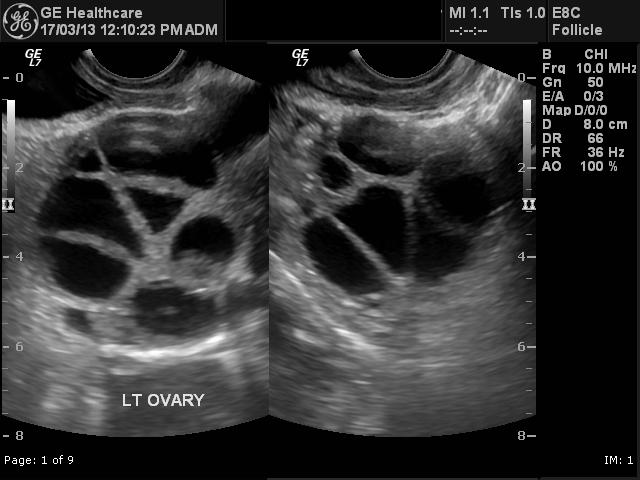 GE Healthcare
17/03/13 12:10:23 PM ADM
MI 1.1 TIs 1.0
--:--:--
E8C
Follicle
GE
L7
GE
L7
B CHI
Frq 10.0 MHz
Gn 50
E/A 0/3
Map D/0/0
D 8.0 cm
DR 66
FR 36 Hz
AO 100 %
0
2
4
6
8
0
2
4
6
8
LT OVARY
Page: 1 of 9
IM: 1